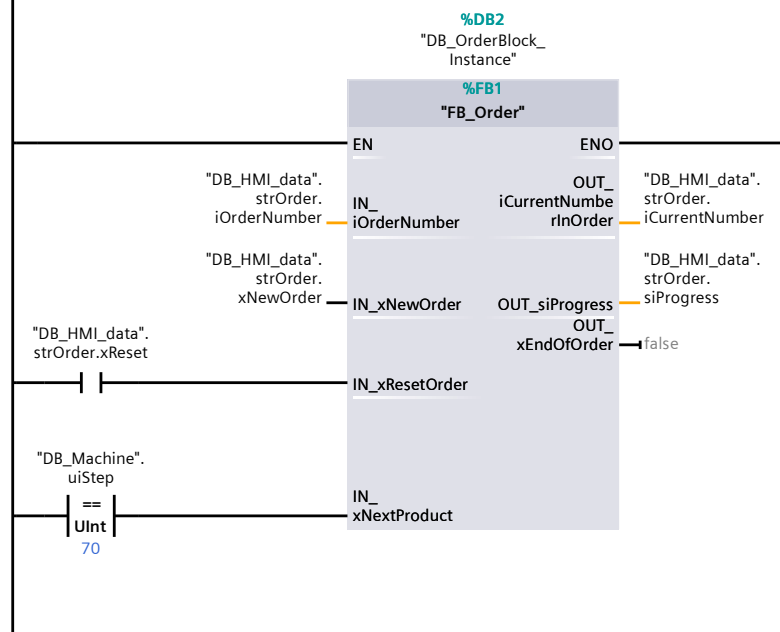 %DB2
"DB_OrderBlock_
Instance"
%FB1
"FB_Order"
EN
ENO
"DB_HMI_data".
strOrder.
iOrderNumber
IN_
iOrderNumber
OUT_
iCurrentNumbe
rInOrder
"DB_HMI_data".
strOrder.
iCurrentNumber
"DB_HMI_data".
strOrder.
xNewOrder
IN_xNewOrder
OUT_siProgress
"DB_HMI_data".
strOrder.
siProgress
OUT_
xEndOfOrder
false
"DB_HMI_data".
strOrder.xReset
IN_xResetOrder
"DB_Machine".
uiStep
==
UInt
70
IN_
xNextProduct